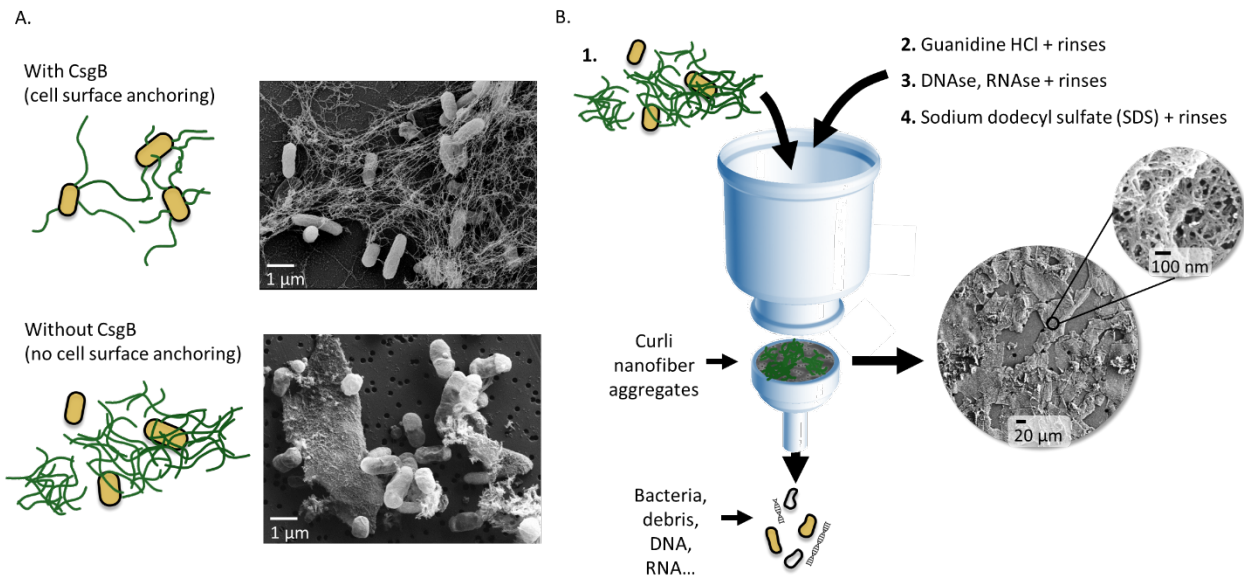 A.
With CsgB
(cell surface anchoring)
1 µm
Without CsgB
(no cell surface anchoring)
1 µm
B.
1.
2. Guanidine HCl + rinses
3. DNAse, RNAse + rinses
4. Sodium dodecyl sulfate (SDS) + rinses
100 nm
Curli
nanofiber
aggregates
20 µm
Bacteria,
debris,
DNA,
RNA...